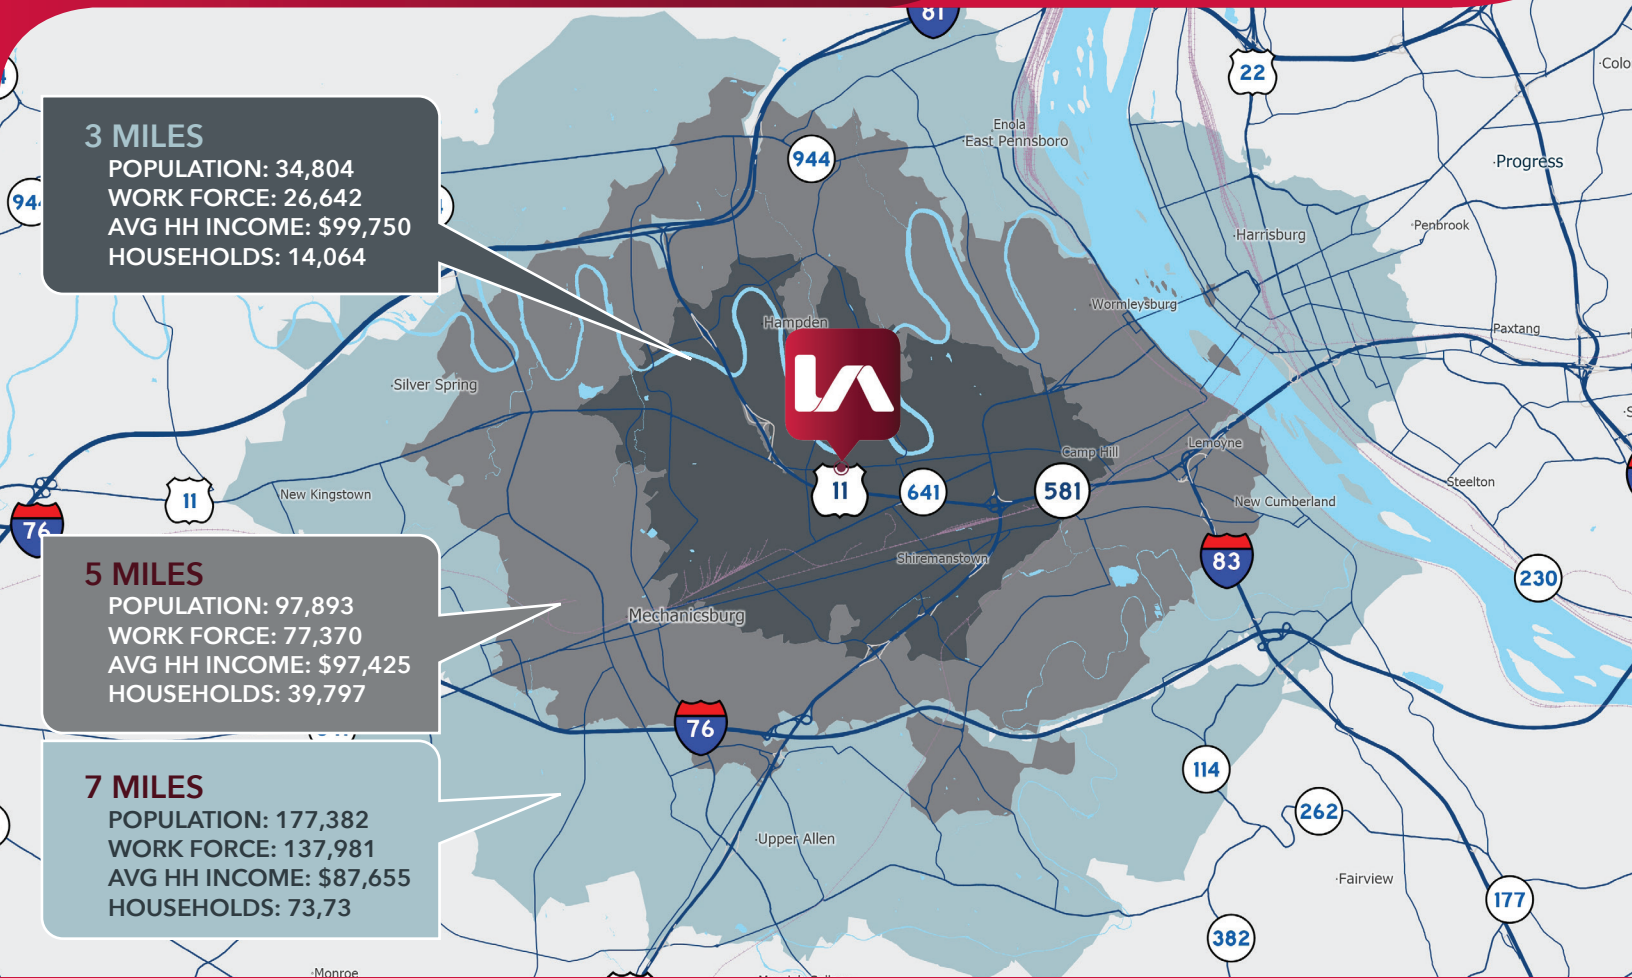 81
22
·Colo
3 MILES
POPULATION: 34,804
WORK FORCE: 26,642
AVG HH INCOME: $99,750
HOUSEHOLDS: 14,064
944
944
Enola
·East Pennsboro
·Progress
·Penbrook
·Harrisburg
Wormleysburg
Paxtang
Hampden
LA
·Silver Spring
Camp Hill
Lemoyne
·Steelton
New Kingstown
11
76
11
641
581
New Cumberland
Shiremanstown
83
230
5 MILES
POPULATION: 97,893
WORK FORCE: 77,370
AVG HH INCOME: $97,425
HOUSEHOLDS: 39,797
Mechanicsburg
76
114
262
7 MILES
POPULATION: 177,382
WORK FORCE: 137,981
AVG HH INCOME: $87,655
HOUSEHOLDS: 73,73
·Upper Allen
·Fairview
177
382
·Monroe